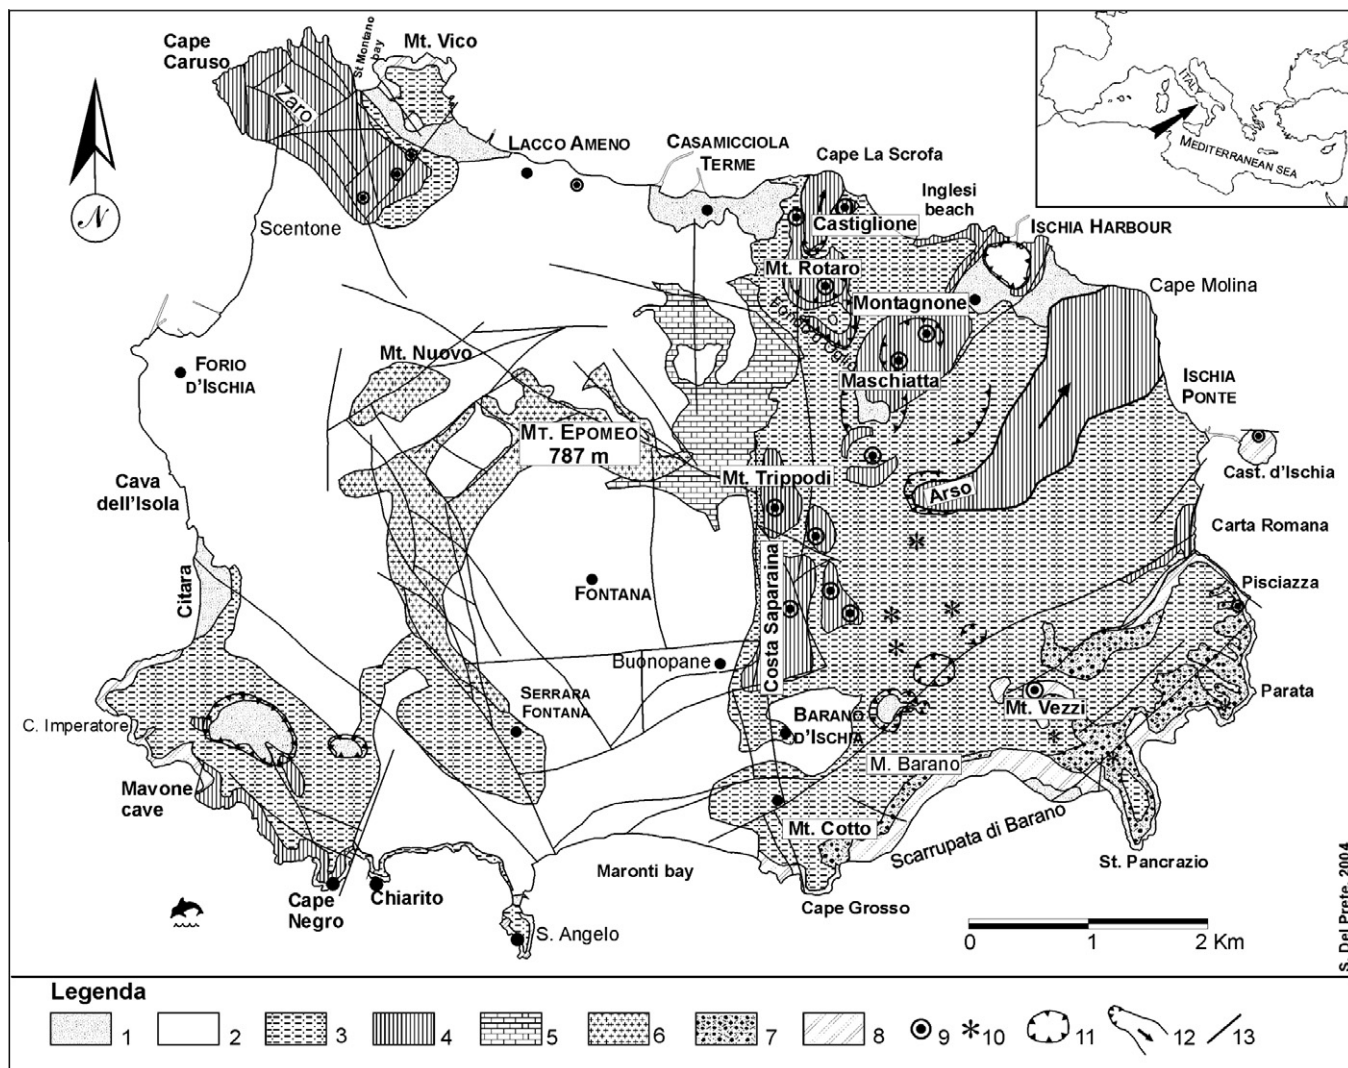 Cape
Caruso
St Montano
bay
Mt. Vico
Zaro
LACCO AMENO
CASAMICCIOLA
TERME
Cape La Scrofa
Inglesi
beach
ISCHIA HARBOUR
ITALY
MEDITERRANEAN SEA
N
Scentone
Castiglione
Mt. Rotaro
Montagnone
Cape Molina
FORIO
D'ISCHIA
Mt. Nuovo
Maschiatta
ISCHIA
PONTE
MT. EPOMEO
787 m
Cava
dell'Isola
Mt. Trippodi
Arso
Cast. d'Ischia
Carta Romana
Citara
FONTANA
Costa Saparaina
Pisciazza
Buonopane
SERRARA
FONTANA
Mt. Vezzi
Parata
C. Imperatore
BARANO
D'ISCHIA
M. Barano
Mavone
cave
Mt. Cotto
Scarrupata di Barano
St. Pancrazio
Maronti bay
Cape
Negro
Chiarito
Cape Grosso
S. Angelo
0 1 2 Km
S. Del Prete, 2004
Legenda
1 2 3 4 5 6 7 8 9 10 11 12 13